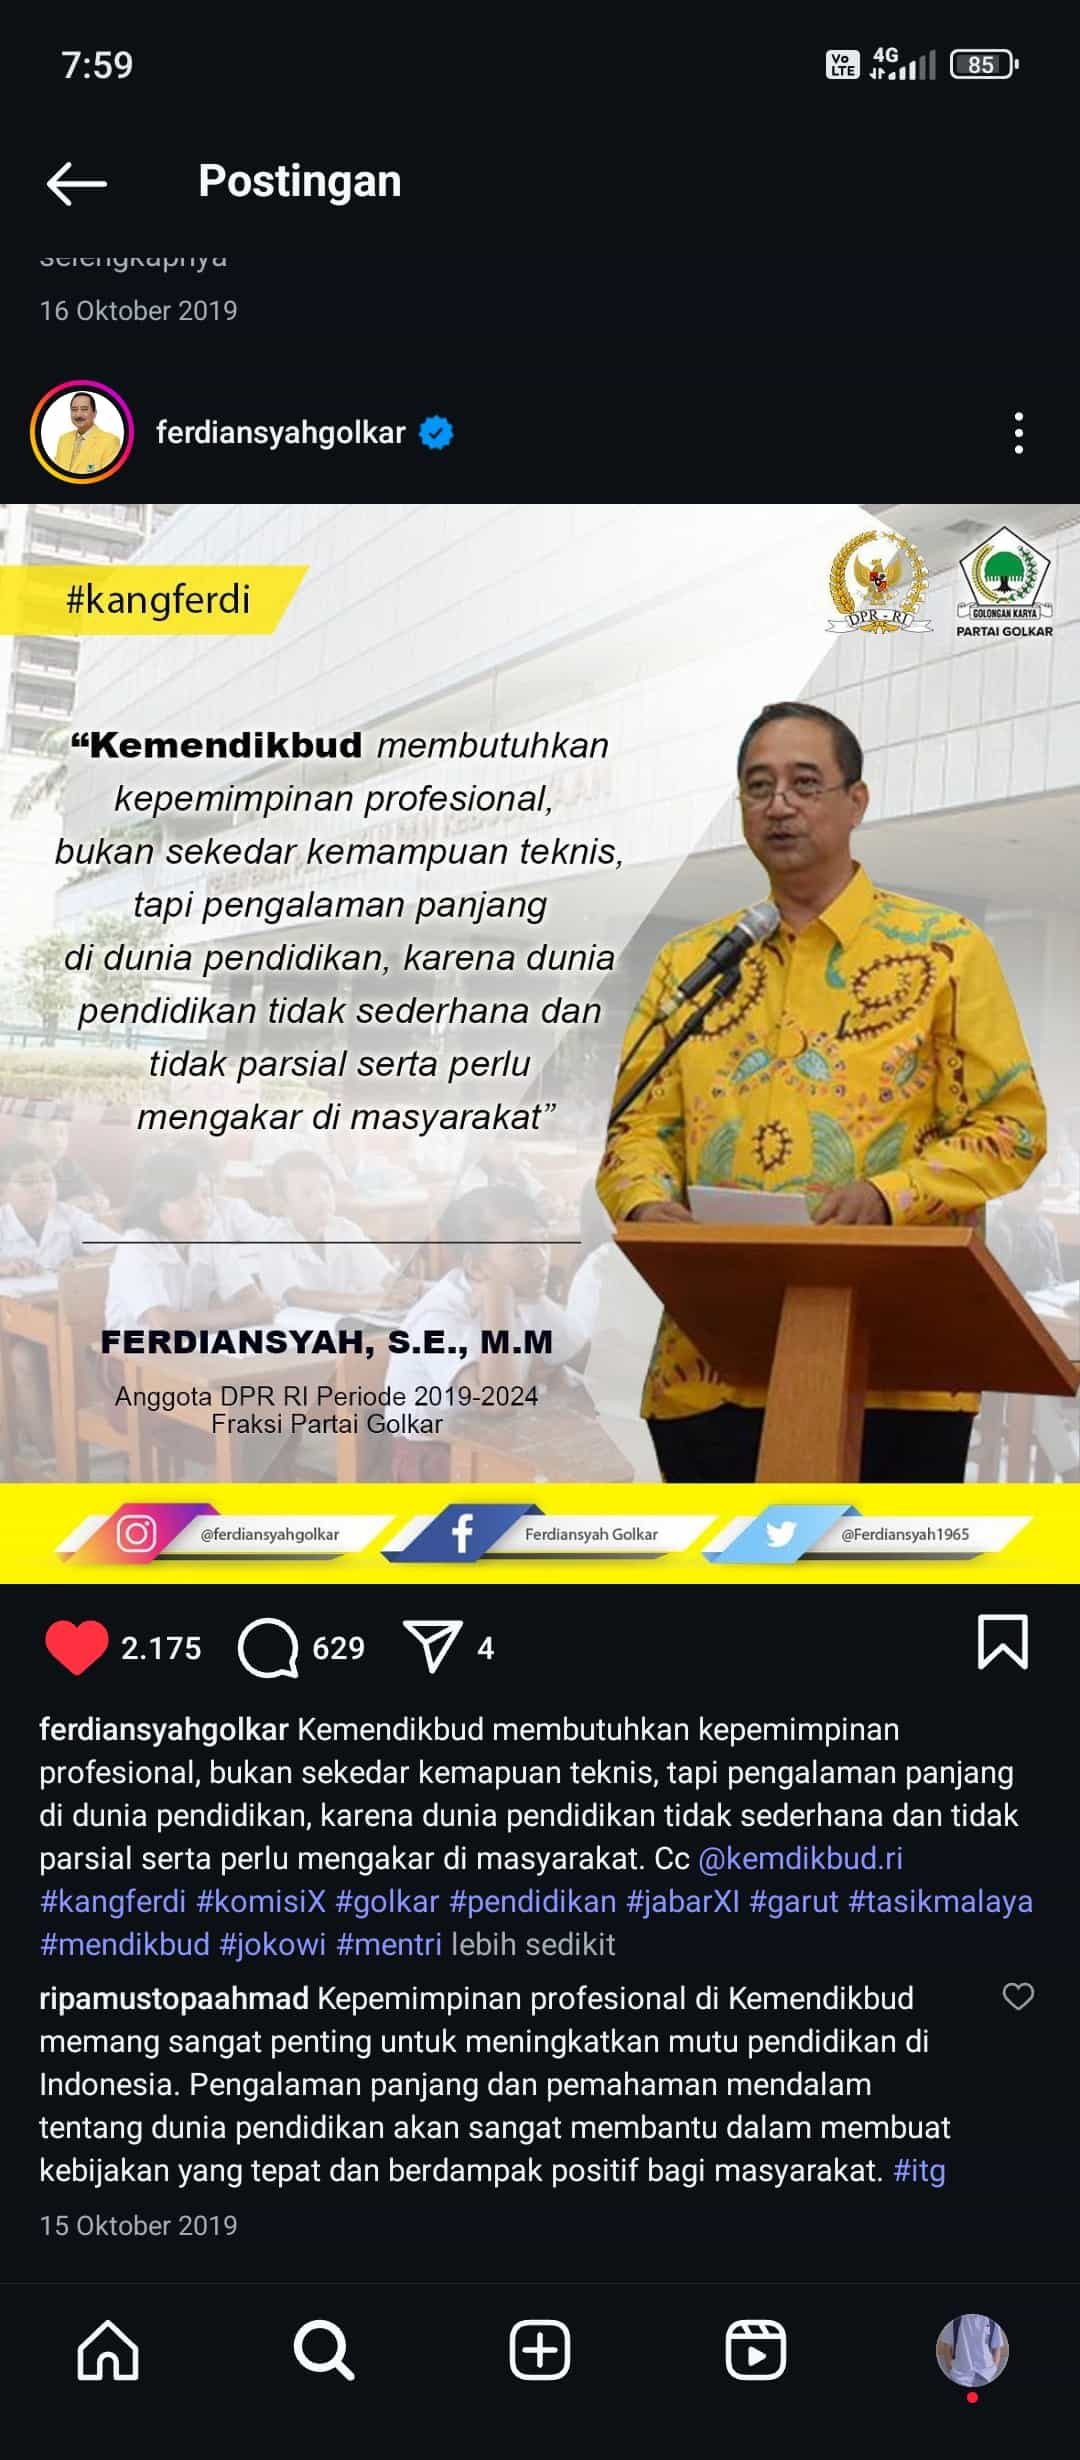 7:59
Vo
LTE
4G
85
Postingan
selengkapnya
16 Oktober 2019
ferdiansyahgolkar
#kangferdi
DPR - RI
GOLONGAN KARYA
PARTAI GOLKAR
“Kemendikbud membutuhkan
kepemimpinan profesional,
bukan sekedar kemampuan teknis,
tapi pengalaman panjang
di dunia pendidikan, karena dunia
pendidikan tidak sederhana dan
tidak parsial serta perlu
mengakar di masyarakat”
FERDIANSYAH, S.E., M.M
Anggota DPR RI Periode 2019-2024
Fraksi Partai Golkar
@ferdiansyahgolkar
Ferdiansyah Golkar
@Ferdiansyah1965
2.175
629
4
ferdiansyahgolkar Kemendikbud membutuhkan kepemimpinan
profesional, bukan sekedar kemapuan teknis, tapi pengalaman panjang
di dunia pendidikan, karena dunia pendidikan tidak sederhana dan tidak
parsial serta perlu mengakar di masyarakat. Cc @kemdikbud.ri
#kangferdi #komisiX #golkar #pendidikan #jabarXI #garut #tasikmalaya
#mendikbud #jokowi #mentri lebih sedikit
ripamustopaahmad Kepemimpinan profesional di Kemendikbud
memang sangat penting untuk meningkatkan mutu pendidikan di
Indonesia. Pengalaman panjang dan pemahaman mendalam
tentang dunia pendidikan akan sangat membantu dalam membuat
kebijakan yang tepat dan berdampak positif bagi masyarakat. #itg
15 Oktober 2019